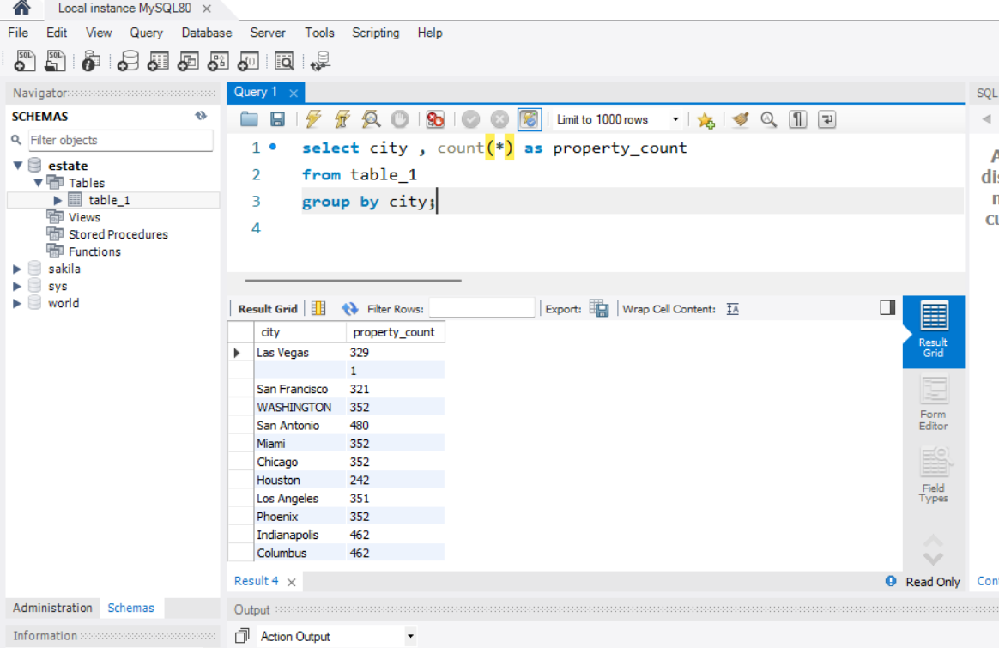 Local instance MySQL80
File Edit View Query Database Server Tools Scripting Help
Navigator
SCHEMAS
Filter objects
estate
Tables
table_1
Views
Stored Procedures
Functions
sakila
sys
world
Administration Schemas
Information
Query 1
Limit to 1000 rows
1 select city , count(*) as property_count
2 from table_1
3 group by city;
4
Result Grid Filter Rows: Export: Wrap Cell Content:
city property_count
Las Vegas 329
1
San Francisco 321
WASHINGTON 352
San Antonio 480
Miami 352
Chicago 352
Houston 242
Los Angeles 351
Phoenix 352
Indianapolis 462
Columbus 462
Result
Grid
Form
Editor
Field
Types
Result 4
Read Only
Output
Action Output
SQL